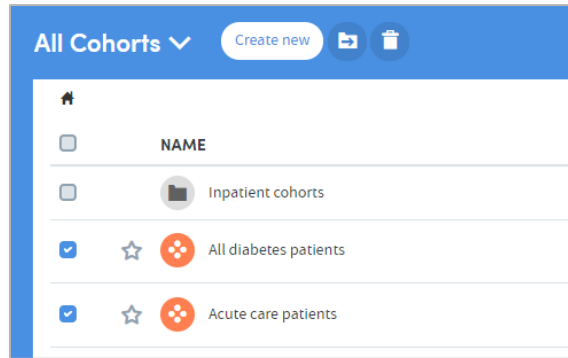 All Cohorts Create new
NAME
Inpatient cohorts
All diabetes patients
Acute care patients